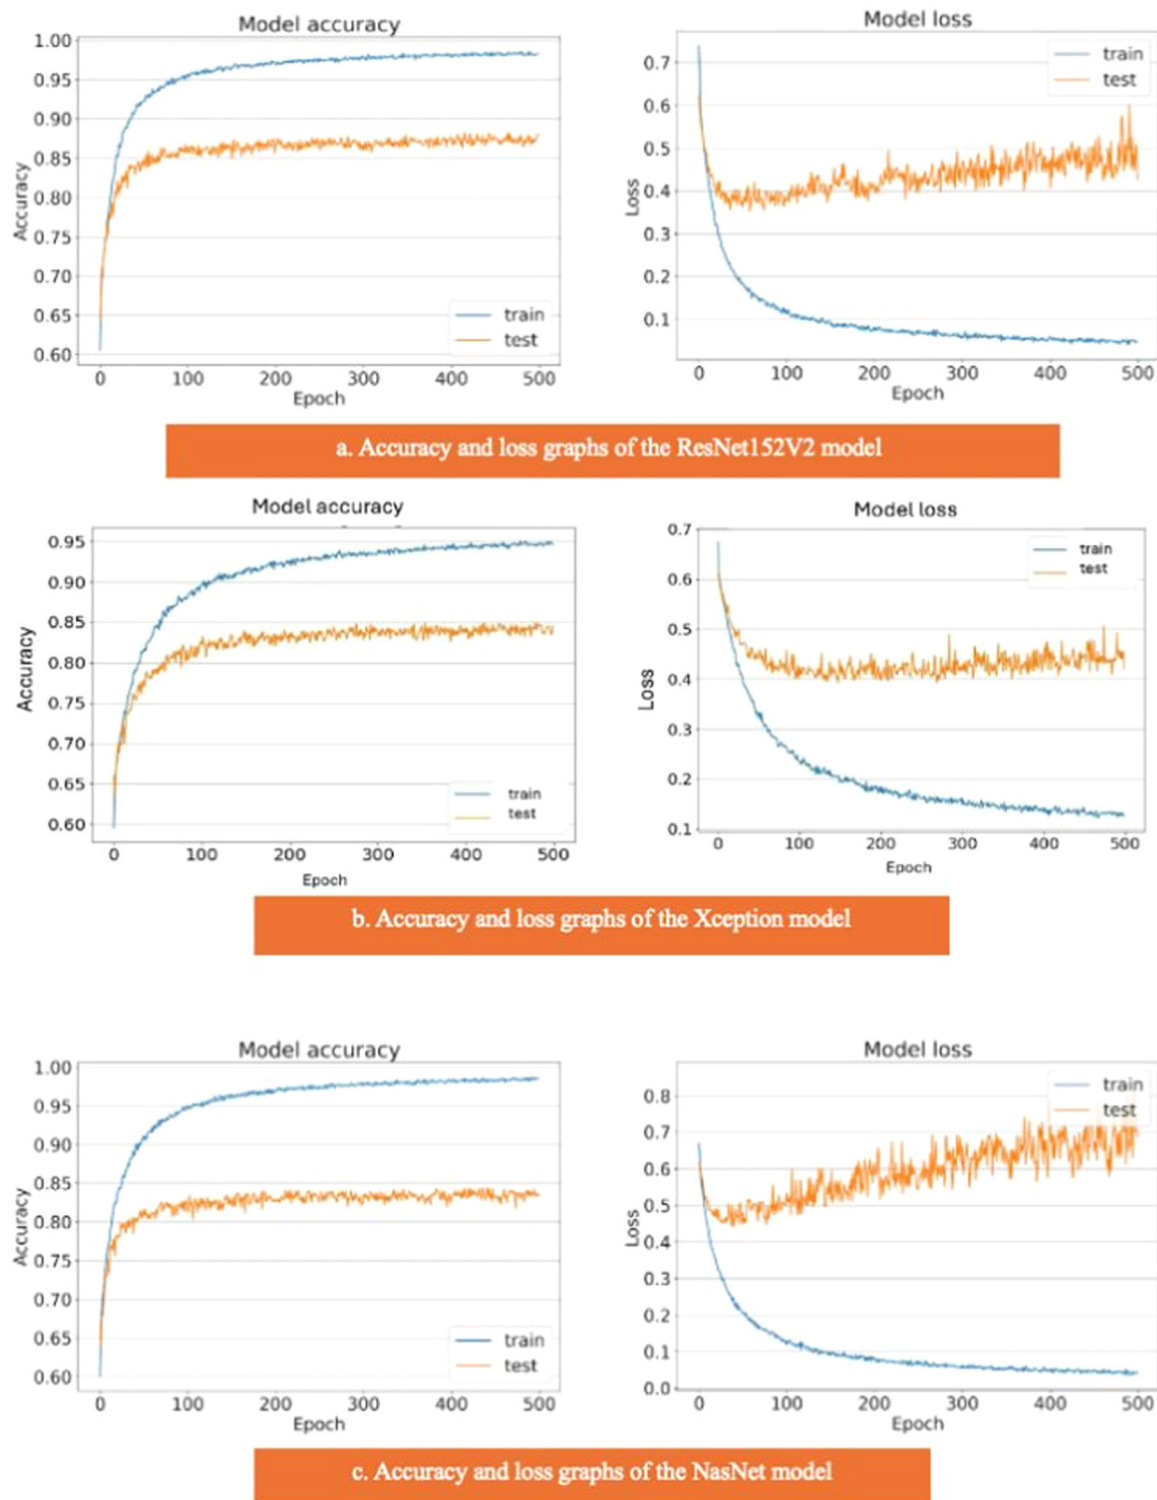 Model accuracy
1.00
0.95
0.90
0.85
0.80
0.75
0.70
0.65
0.60
Accuracy
train
test
0 100 200 300 400 500
Epoch
Model loss
0.7
0.6
0.5
0.4
0.3
0.2
0.1
Loss
train
test
0 100 200 300 400 500
Epoch
a. Accuracy and loss graphs of the ResNet152V2 model
Model accuracy
0.95
0.90
0.85
0.80
0.75
0.70
0.65
0.60
Accuracy
train
test
0 100 200 300 400 500
Epoch
Model loss
0.7
0.6
0.5
0.4
0.3
0.2
0.1
Loss
train
test
0 100 200 300 400 500
Epoch
b. Accuracy and loss graphs of the Xception model
Model accuracy
1.00
0.95
0.90
0.85
0.80
0.75
0.70
0.65
0.60
Accuracy
train
test
0 100 200 300 400 500
Epoch
Model loss
0.8
0.7
0.6
0.5
0.4
0.3
0.2
0.1
0.0
Loss
train
test
0 100 200 300 400 500
Epoch
c. Accuracy and loss graphs of the NasNet model